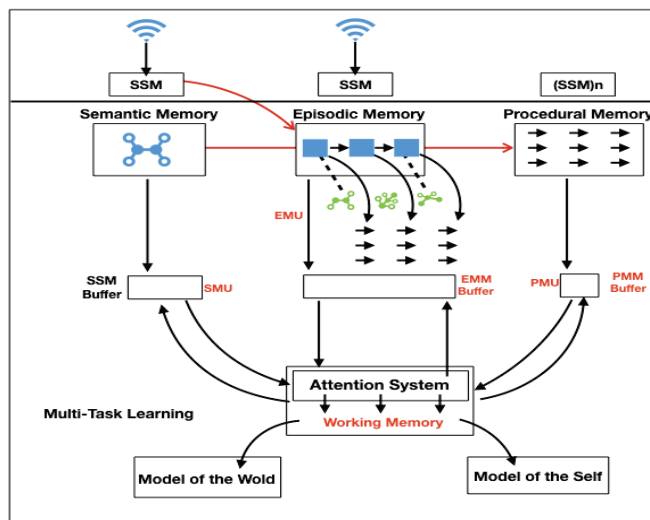 SSM
SSM
(SSM)n
Semantic Memory
Episodic Memory
Procedural Memory
EMU
SSM
Buffer
SMU
EMM
Buffer
PMU
PMM
Buffer
Attention System
Multi-Task Learning
Working Memory
Model of the Wold
Model of the Self